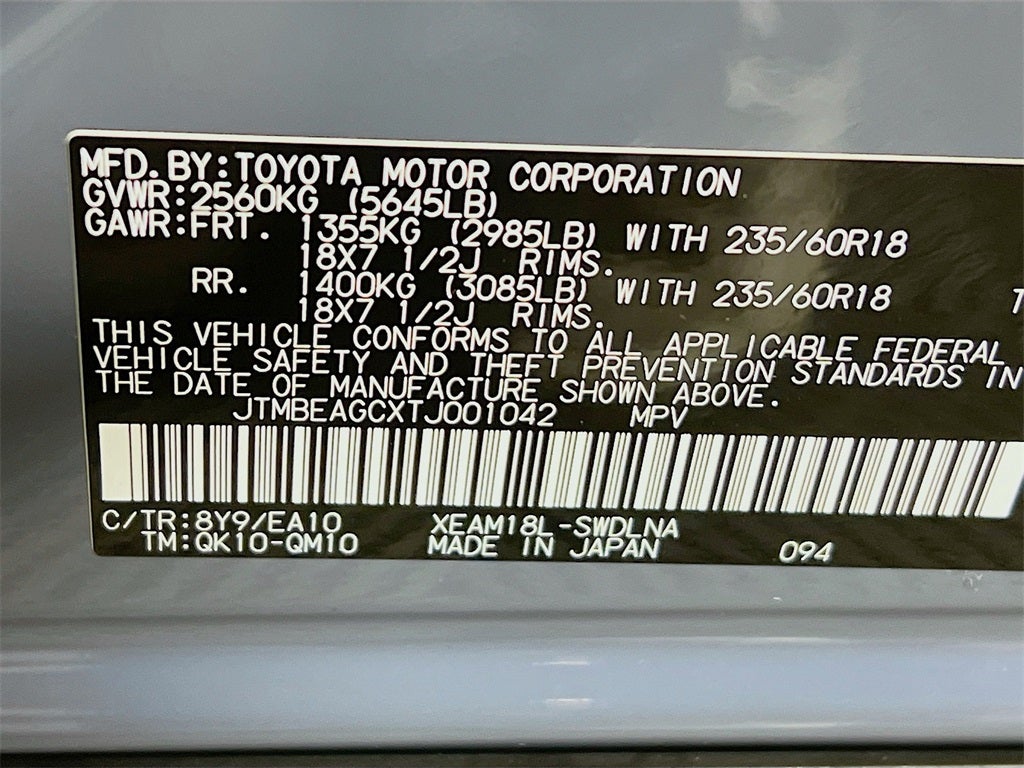 MFD. BY:TOYOTA MOTOR CORPORATION
GVWR:2560KG (5645LB)
GAWR:FRT. 1355KG (2985LB) WITH 235/60R18
18X7 1/2J RIMS.
RR. 1400KG (3085LB) WITH 235/60R18 T
18X7 1/2J RIMS.
THIS VEHICLE CONFORMS TO ALL APPLICABLE FEDERAL
VEHICLE SAFETY AND THEFT PREVENTION STANDARDS IN
THE DATE OF MANUFACTURE SHOWN ABOVE.
JTMBEAGCXTJ001042 MPV
C/TR:8Y9/EA10 XEAM18L-SWDLNA
TM:QK10-QM10 MADE IN JAPAN 094